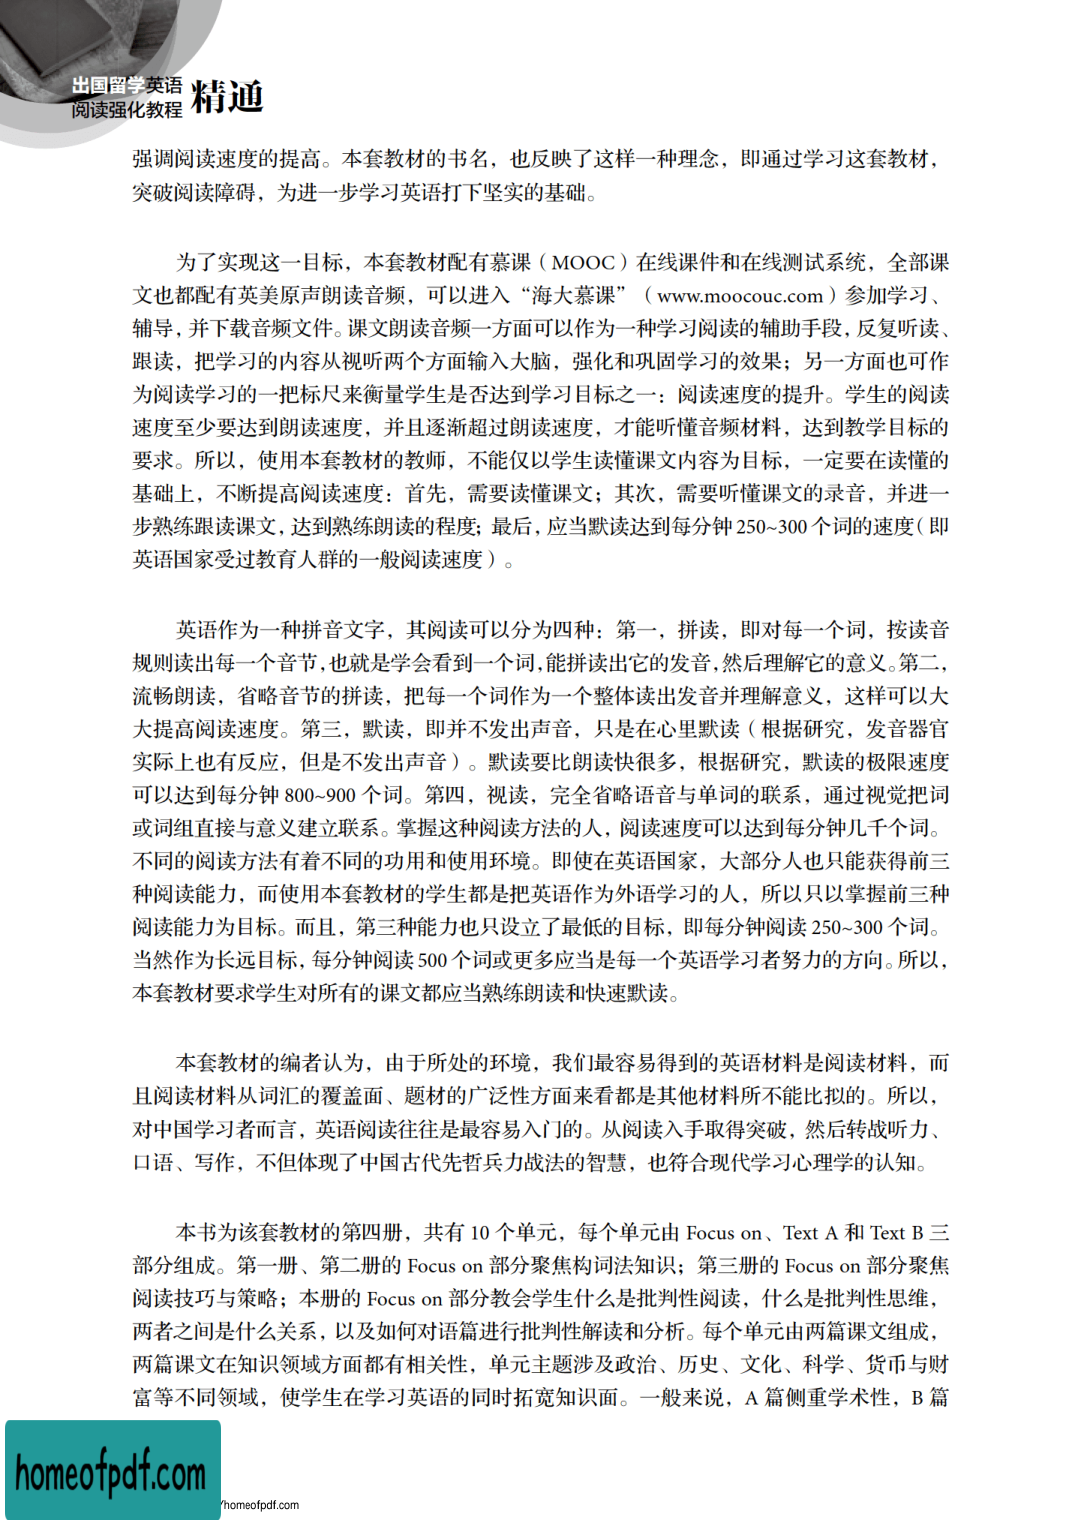 出国留学英语
阅读强化教程 精通
强调阅读速度的提高。本套教材的书名，也反映了这样一种理念，即通过学习这套教材，
突破阅读障碍，为进一步学习英语打下坚实的基础。
为了实现这一目标，本套教材配有慕课（MOOC）在线课件和在线测试系统，全部课
文也都配有英美原声朗读音频，可以进入“海大慕课”（www.moocouc.com）参加学习、
辅导，并下载音频文件。课文朗读音频一方面可以作为一种学习阅读的辅助手段，反复听读、
跟读，把学习的内容从视听两个方面输入大脑，强化和巩固学习的效果；另一方面也可作
为阅读学习的一把标尺来衡量学生是否达到学习目标之一：阅读速度的提升。学生的阅读
速度至少要达到朗读速度，并且逐渐超过朗读速度，才能听懂音频材料，达到教学目标的
要求。所以，使用本套教材的教师，不能仅以学生读懂课文内容为目标，一定要在读懂的
基础上，不断提高阅读速度：首先，需要读懂课文；其次，需要听懂课文的录音，并进一
步熟练跟读课文，达到熟练朗读的程度；最后，应当默读达到每分钟 250~300 个词的速度（即
英语国家受过教育人群的一般阅读速度）。
英语作为一种拼音文字，其阅读可以分为四种：第一，拼读，即对每一个词，按读音
规则读出每一个音节，也就是学会看到一个词，能拼读出它的发音，然后理解它的意义。第二，
流畅朗读，省略音节的拼读，把每一个词作为一个整体读出发音并理解意义，这样可以大
大提高阅读速度。第三，默读，即并不发出声音，只是在心里默读（根据研究，发音器官
实际上也有反应，但是不发出声音）。默读要比朗读快很多，根据研究，默读的极限速度
可以达到每分钟 800~900 个词。第四，视读，完全省略语音与单词的联系，通过视觉把词
或词组直接与意义建立联系。掌握这种阅读方法的人，阅读速度可以达到每分钟几千个词。
不同的阅读方法有着不同的功用和使用环境。即使在英语国家，大部分人也只能获得前三
种阅读能力，而使用本套教材的学生都是把英语作为外语学习的人，所以只以掌握前三种
阅读能力为目标。而且，第三种能力也只设立了最低的目标，即每分钟阅读 250~300 个词。
当然作为长远目标，每分钟阅读 500 个词或更多应当是每一个英语学习者努力的方向。所以，
本套教材要求学生对所有的课文都应当熟练朗读和快速默读。
本套教材的编者认为，由于所处的环境，我们最容易得到的英语材料是阅读材料，而
且阅读材料从词汇的覆盖面、题材的广泛性方面来看都是其他材料所不能比拟的。所以，
对中国学习者而言，英语阅读往往是最容易入门的。从阅读入手取得突破，然后转战听力、
口语、写作，不但体现了中国古代先哲兵力战法的智慧，也符合现代学习心理学的认知。
本书为该套教材的第四册，共有 10 个单元，每个单元由 Focus on、Text A 和 Text B 三
部分组成。第一册、第二册的 Focus on 部分聚焦构词法知识；第三册的 Focus on 部分聚焦
阅读技巧与策略；本册的 Focus on 部分教会学生什么是批判性阅读，什么是批判性思维，
两者之间是什么关系，以及如何对语篇进行批判性解读和分析。每个单元由两篇课文组成，
两篇课文在知识领域方面都有相关性，单元主题涉及政治、历史、文化、科学、货币与财
富等不同领域，使学生在学习英语的同时拓宽知识面。一般来说，A 篇侧重学术性，B 篇
homeofpdf.com
/homeofpdf.com